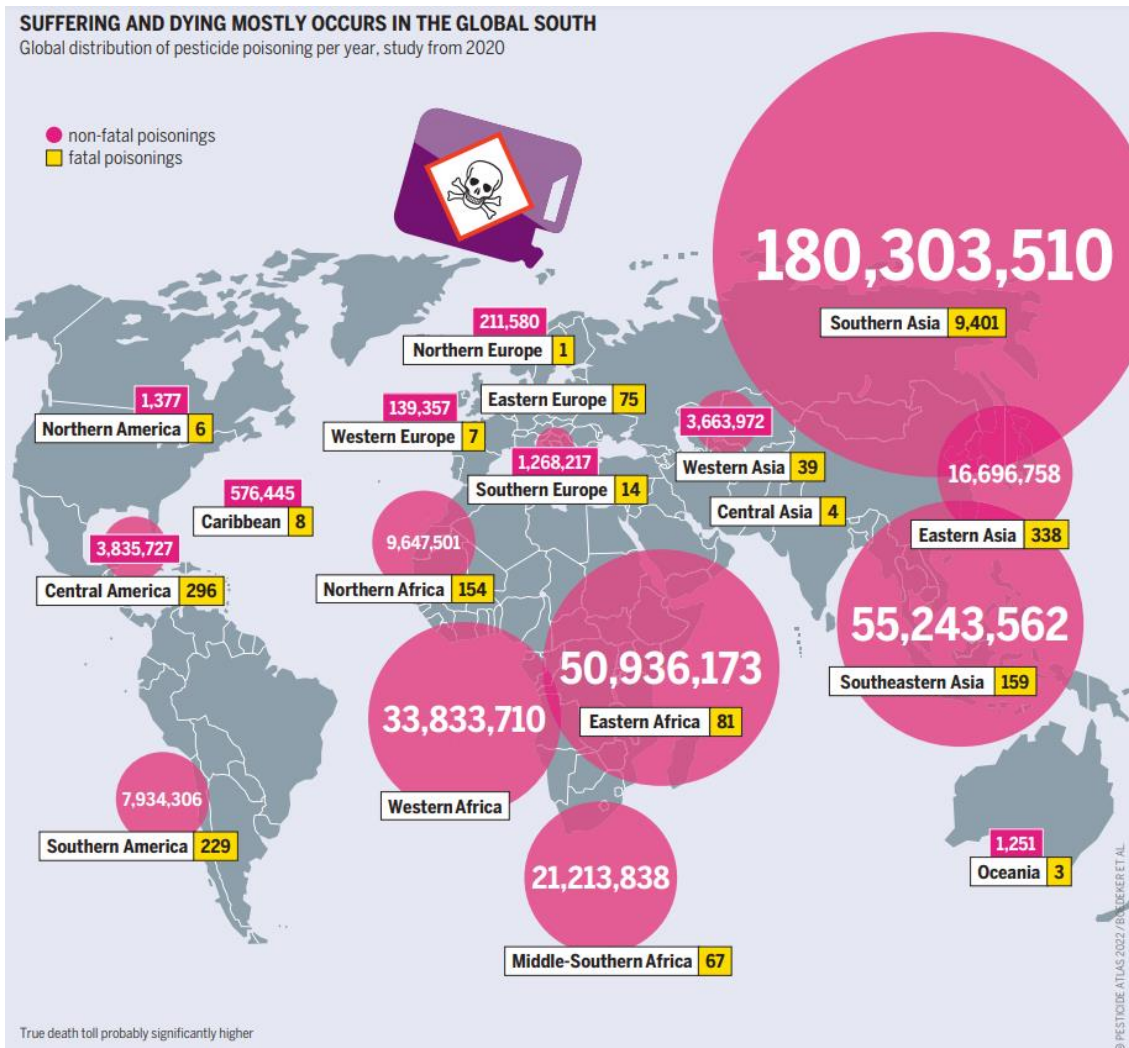 SUFFERING AND DYING MOSTLY OCCURS IN THE GLOBAL SOUTH
Global distribution of pesticide poisoning per year, study from 2020
non-fatal poisonings
fatal poisonings
180,303,510
Southern Asia 9,401
211,580
Northern Europe 1
1,377
Northern America 6
139,357
Western Europe 7
Eastern Europe 75
1,268,217
Southern Europe 14
3,663,972
Western Asia 39
Central Asia 4
16,696,758
Eastern Asia 338
576,445
Caribbean 8
3,835,727
Central America 296
9,647,501
Northern Africa 154
55,243,562
Southeastern Asia 159
50,936,173
Eastern Africa 81
33,833,710
Western Africa
7,934,306
Southern America 229
21,213,838
Middle-Southern Africa 67
1,251
Oceania 3
True death toll probably significantly higher
PESTICIDE ATLAS 2022 / BOEDEKER ET AL.